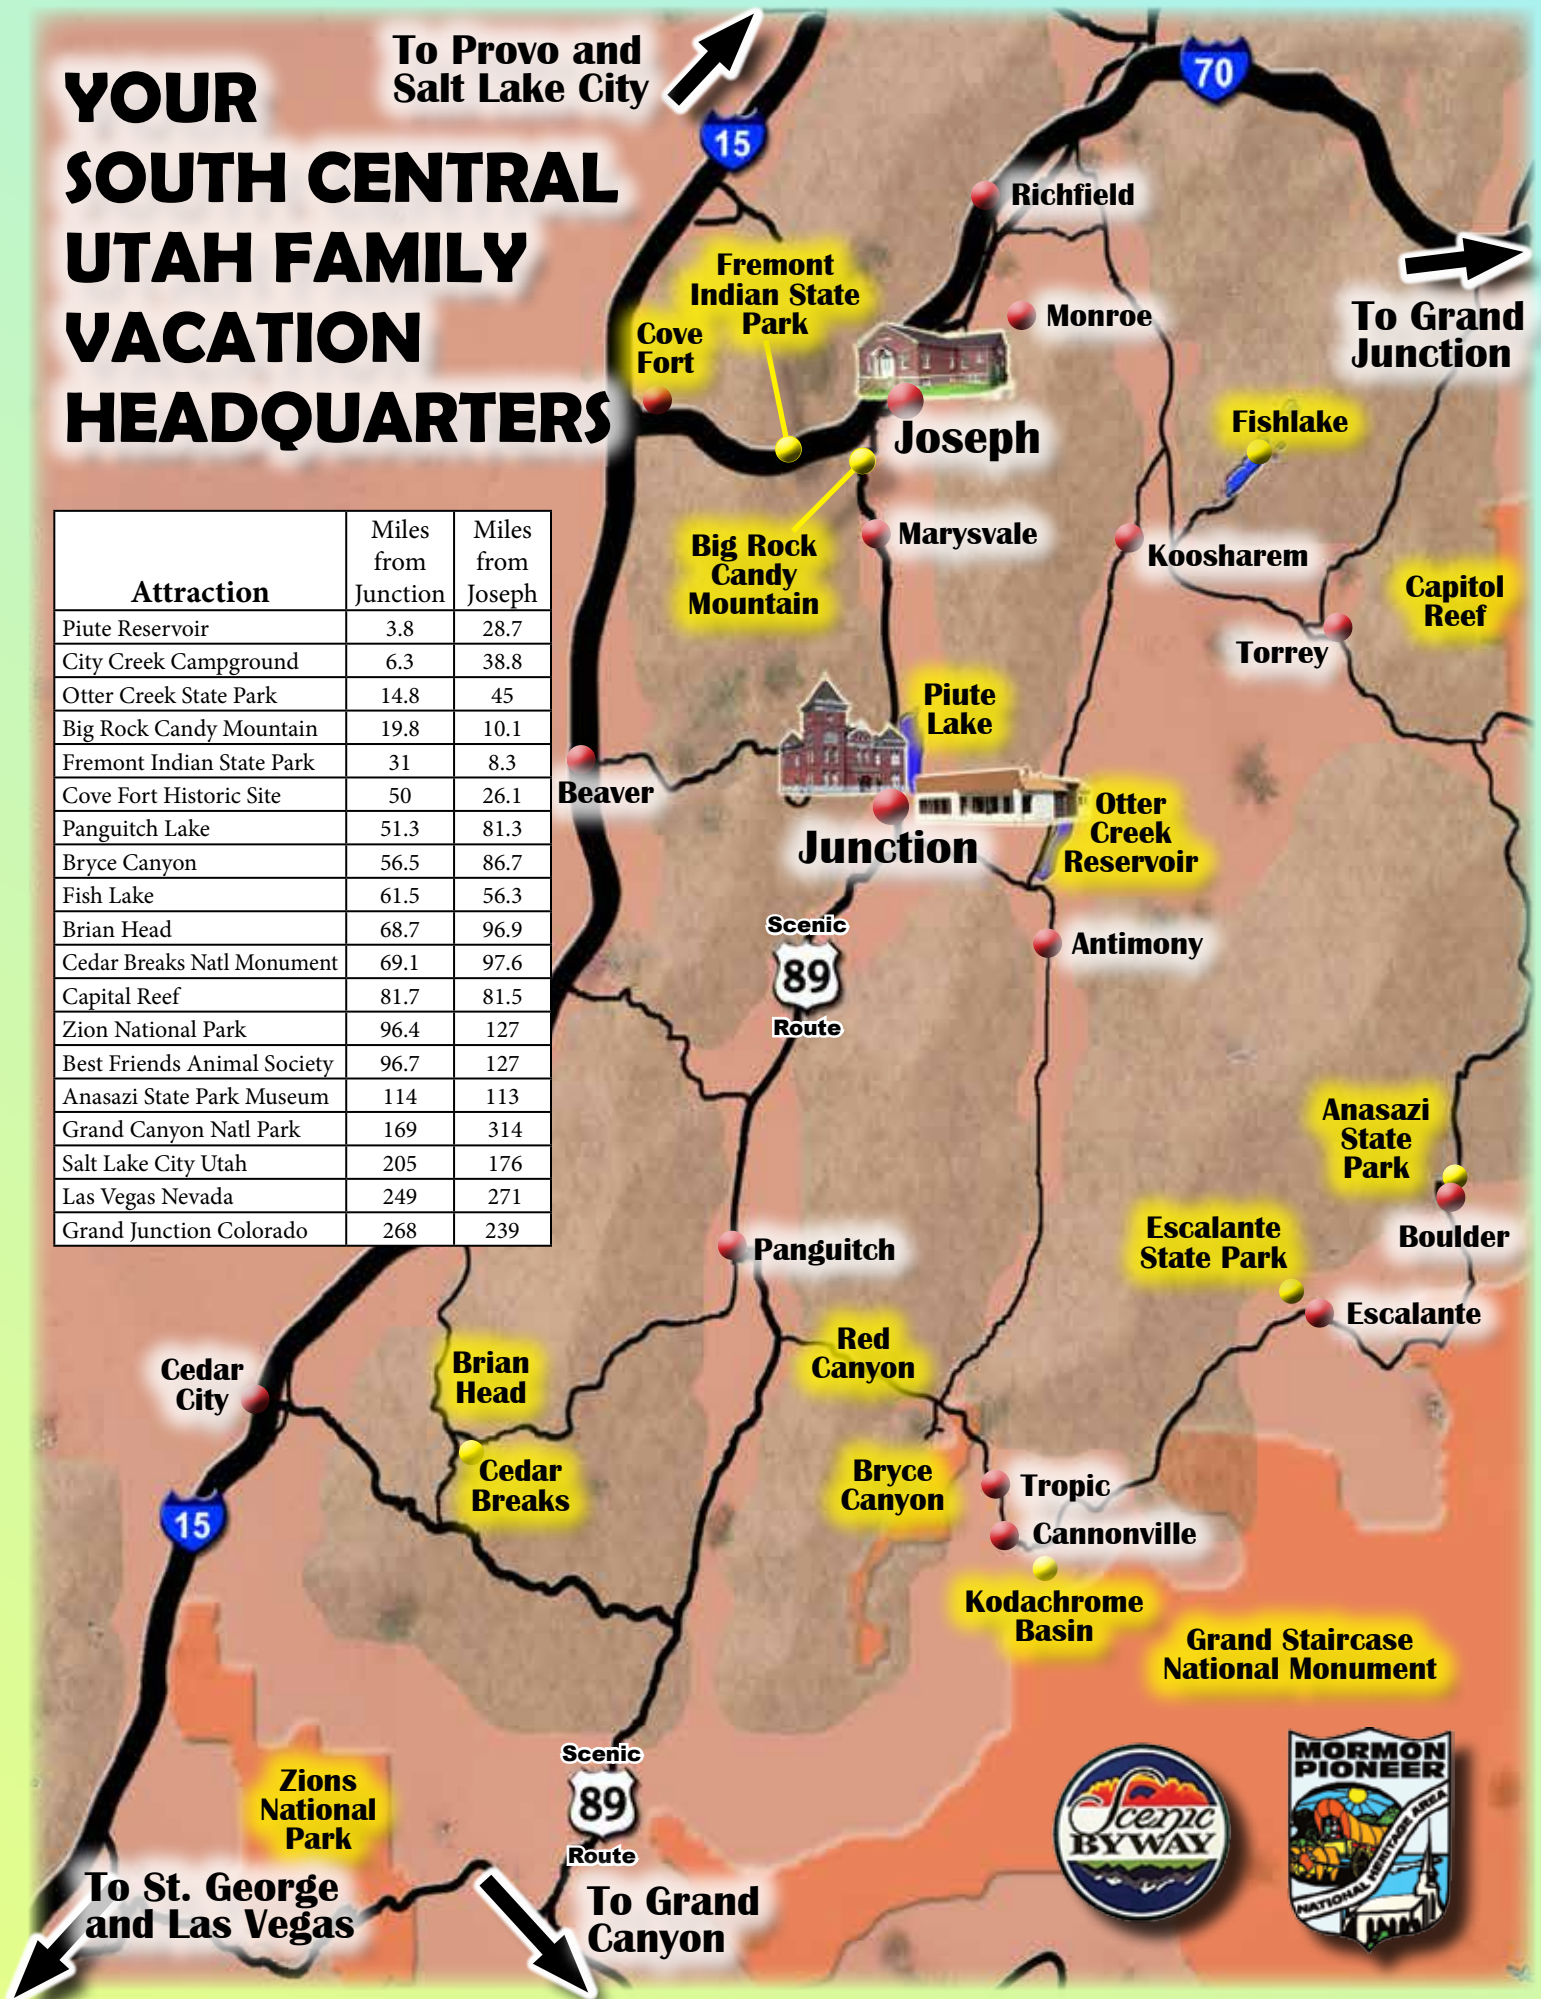 To Provo and
Salt Lake City
YOUR
SOUTH CENTRAL
UTAH FAMILY
VACATION
HEADQUARTERS
15
70
Richfield
To Grand
Junction
Fremont
Indian State
Park
Monroe
Cove
Fort
Joseph
Fishlake
Big Rock
Candy
Mountain
Marysvale
Koosharem
Capitol
Reef
Torrey
Attraction Miles from Junction Miles from Joseph
Piute Reservoir 3.8 28.7
City Creek Campground 6.3 38.8
Otter Creek State Park 14.8 45
Big Rock Candy Mountain 19.8 10.1
Fremont Indian State Park 31 8.3
Cove Fort Historic Site 50 26.1
Panguitch Lake 51.3 81.3
Bryce Canyon 56.5 86.7
Fish Lake 61.5 56.3
Brian Head 68.7 96.9
Cedar Breaks Natl Monument 69.1 97.6
Capital Reef 81.7 81.5
Zion National Park 96.4 127
Best Friends Animal Society 96.7 127
Anasazi State Park Museum 114 113
Grand Canyon Natl Park 169 314
Salt Lake City Utah 205 176
Las Vegas Nevada 249 271
Grand Junction Colorado 268 239
Piute
Lake
Beaver
Junction
Otter
Creek
Reservoir
Scenic
89
Route
Antimony
Anasazi
State
Park
Boulder
Escalante
State Park
Escalante
Panguitch
Red
Canyon
Cedar
City
Brian
Head
Cedar
Breaks
Bryce
Canyon
Tropic
Cannonville
15
Kodachrome
Basin
Grand Staircase
National Monument
Scenic
89
Route
Zions
National
Park
To St. George
and Las Vegas
To Grand
Canyon
Scenic
BYWAY
MORMON
PIONEER
NATIONAL HERITAGE AREA